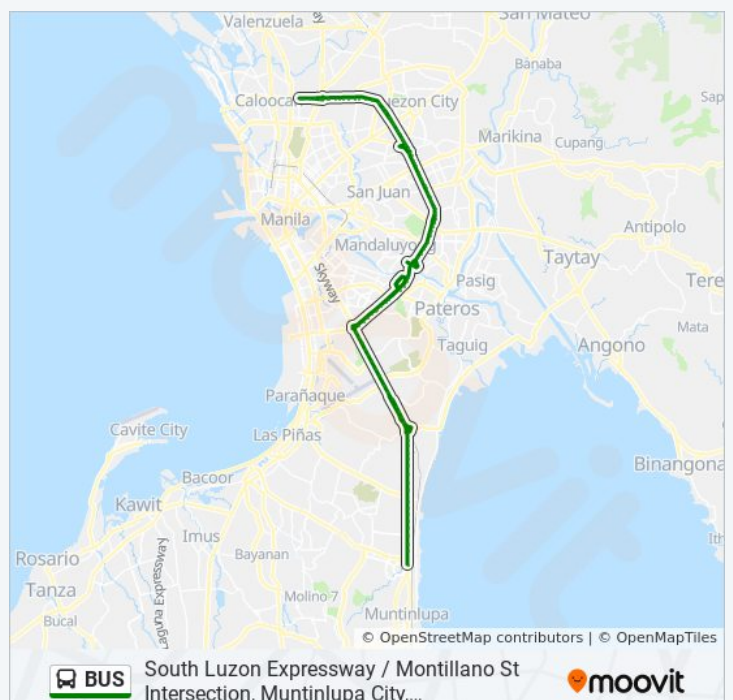 Valenzuela
San Mateo
Banaba
Caloocan
Quezon City
Marikina
Cupang
San Juan
Manila
Antipolo
Mandaluyong
Taytay
Skyway
Pasig
Pateros
Mata
Taguig
Angono
Parañaque
Cavite City
Las Piñas
Binangona
Bacoor
Kawit
Imus
Bayanan
Rosario
Tanza
Laguna Expressway
Molino 7
Bucal
Muntinlupa
© OpenStreetMap contributors | © OpenMapTiles
BUS
South Luzon Expressway / Montillano St
Intersection, Muntinlupa City,...
moovit